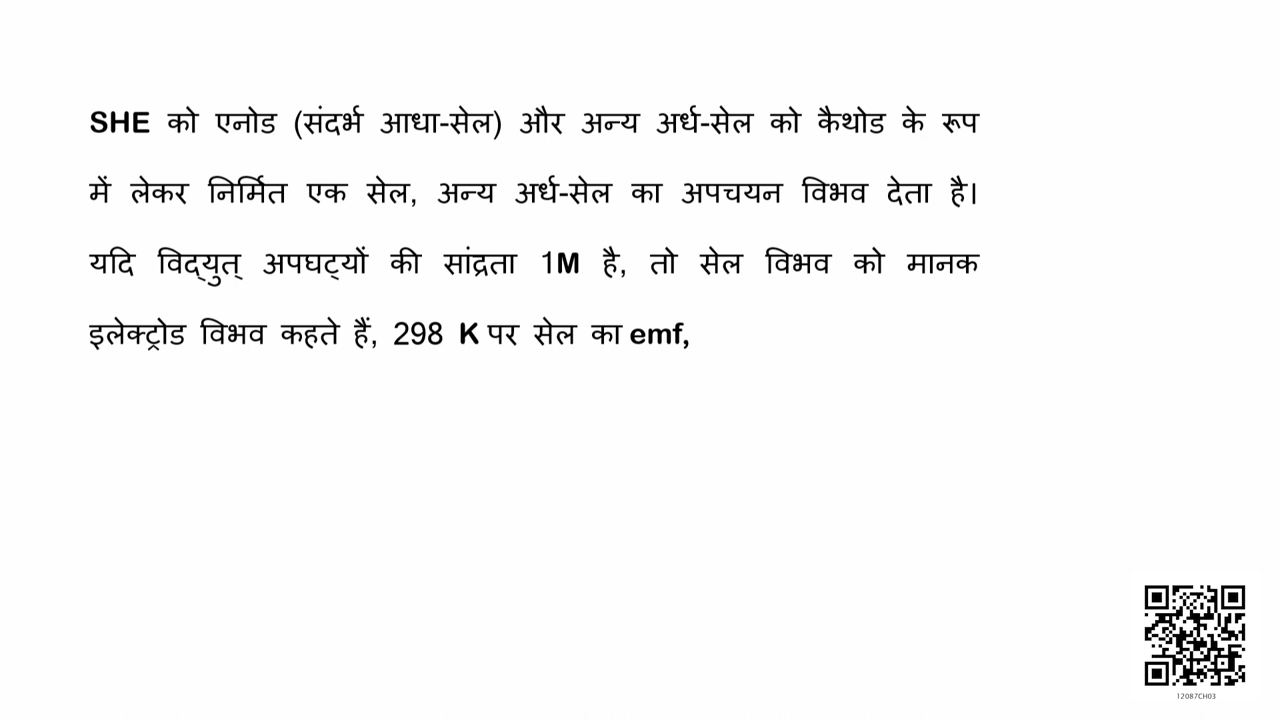 SHE को एनोड (संदर्भ आधा-सेल) और अन्य अर्ध-सेल को कैथोड के रूप
में लेकर निर्मित एक सेल, अन्य अर्ध-सेल का अपचयन विभव देता है।
यदि विद्‌युत् अपघट्यों की सांद्रता 1M है, तो सेल विभव को मानक
इलेक्ट्रोड विभव कहते हैं, 298 K पर सेल का emf,
12087CH03